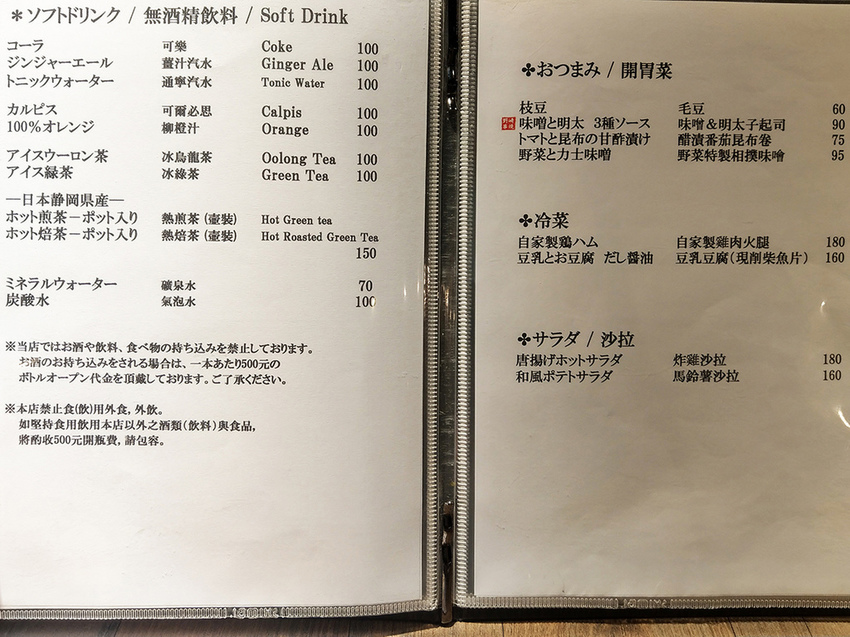 ＊ソフトドリンク / 無酒精飲料 / Soft Drink
コーラ 可樂 Coke 100
ジンジャーエール 薑汁汽水 Ginger Ale 100
トニックウォーター 通寧汽水 Tonic Water 100
カルピス 可爾必思 Calpis 100
100%オレンジ 柳橙汁 Orange 100
アイスウーロン茶 冰烏龍茶 Oolong Tea 100
アイス緑茶 冰綠茶 Green Tea 100
―日本静岡県産―
ホット煎茶－ポット入り 熱煎茶 (壺裝) Hot Green tea
ホット焙茶－ポット入り 熱焙茶 (壺裝) Hot Roasted Green Tea
150
ミネラルウォーター 礦泉水 70
炭酸水 氣泡水 100
※当店ではお酒や飲料、食べ物の持ち込みを禁止しております。
お酒のお持ち込みをされる場合は、一本あたり500元の
ボトルオープン代金を頂戴しております。ご了承ください。
※本店禁止食(飲)用外食, 外飲。
如堅持食用飲用本店以外之酒類(飲料)與食品,
將酌收500元開瓶費, 請包容。
✤おつまみ / 開胃菜
枝豆 毛豆 60
味噌と明太 3種ソース 味噌＆明太子起司 90
トマトと昆布の甘酢漬け 醋漬番茄昆布卷 75
野菜と力士味噌 野菜特製相撲味噌 95
✤冷菜
自家製鶏ハム 自家製雞肉火腿 180
豆乳とお豆腐 だし醤油 豆乳豆腐(現削柴魚片) 160
✤サラダ / 沙拉
唐揚げホットサラダ 炸雞沙拉 180
和風ポテトサラダ 馬鈴薯沙拉 160